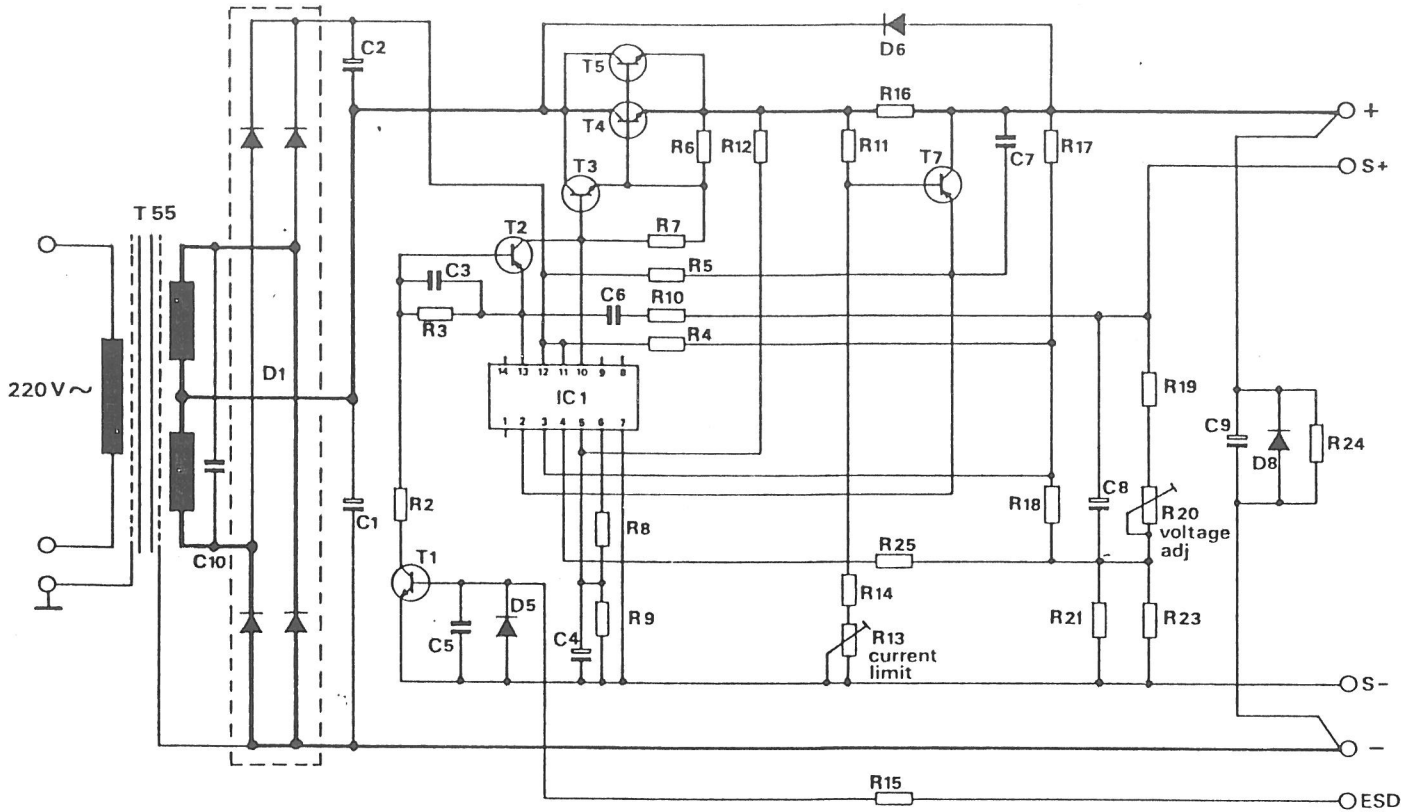 D6
C2
T5
R16
+
T4
R6
R12
R11
R17
T7
C7
T3
S+
T 55
R7
T2
R5
C3
C6
R10
R3
R4
14 13 12 11 10 9 8
D1
IC1
220 V~
R19
1 2 3 4 5 6 7
C9
D8
R24
R2
C1
R18
C8
R20
voltage
adj
R8
C10
R25
T1
R14
D5
R9
R21
R23
C5
C4
R13
current
limit
S-
-
R15
ESD